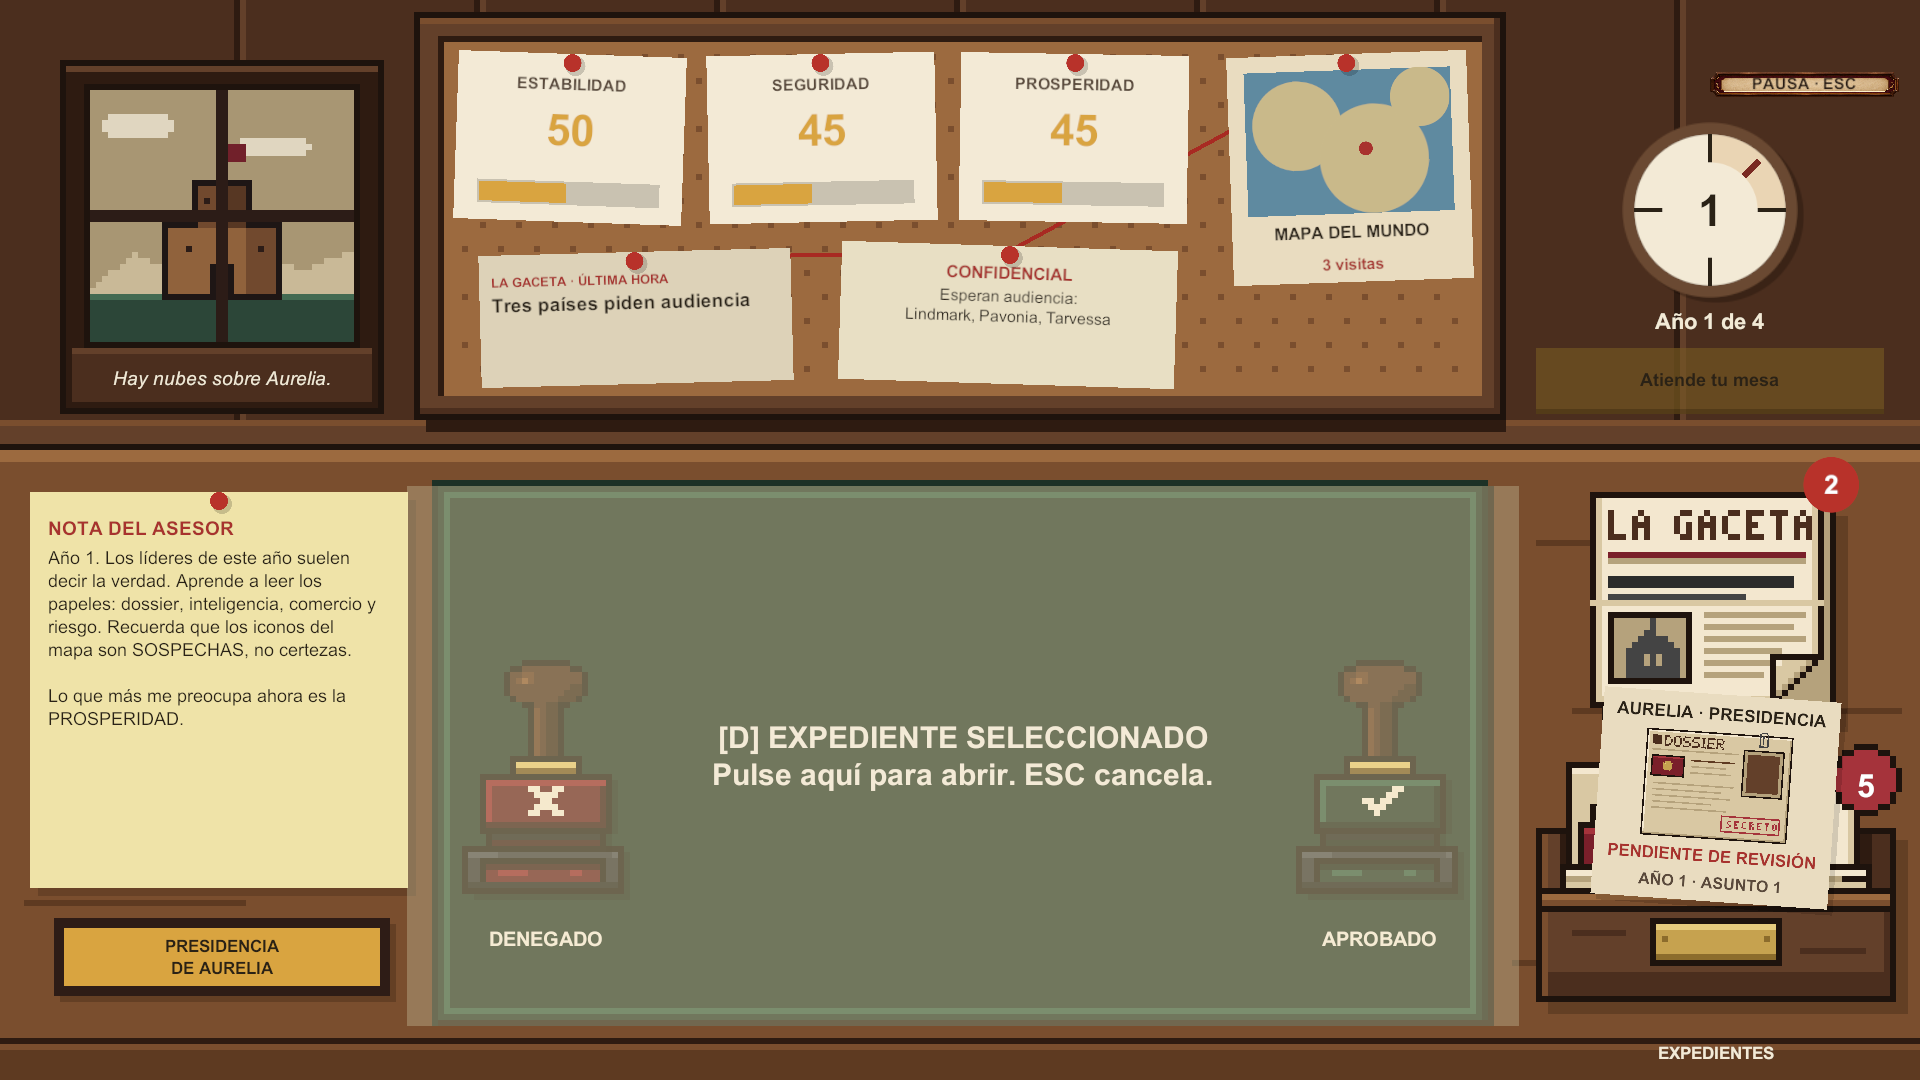 ESTABILIDAD
50
SEGURIDAD
45
PROSPERIDAD
45
MAPA DEL MUNDO
3 visitas
LA GACETA · ÚLTIMA HORA
Tres países piden audiencia
CONFIDENCIAL
Esperan audiencia:
Lindmark, Pavonia, Tarvessa
PAUSA · ESC
1
Año 1 de 4
Atiende tu mesa
Hay nubes sobre Aurelia.
NOTA DEL ASESOR
Año 1. Los líderes de este año suelen
decir la verdad. Aprende a leer los
papeles: dossier, inteligencia, comercio y
riesgo. Recuerda que los iconos del
mapa son SOSPECHAS, no certezas.
Lo que más me preocupa ahora es la
PROSPERIDAD.
PRESIDENCIA
DE AURELIA
[D] EXPEDIENTE SELECCIONADO
Pulse aquí para abrir. ESC cancela.
DENEGADO
APROBADO
2
LA GACETA
AURELIA · PRESIDENCIA
DOSSIER
SECRETO
PENDIENTE DE REVISIÓN
AÑO 1 · ASUNTO 1
5
EXPEDIENTES